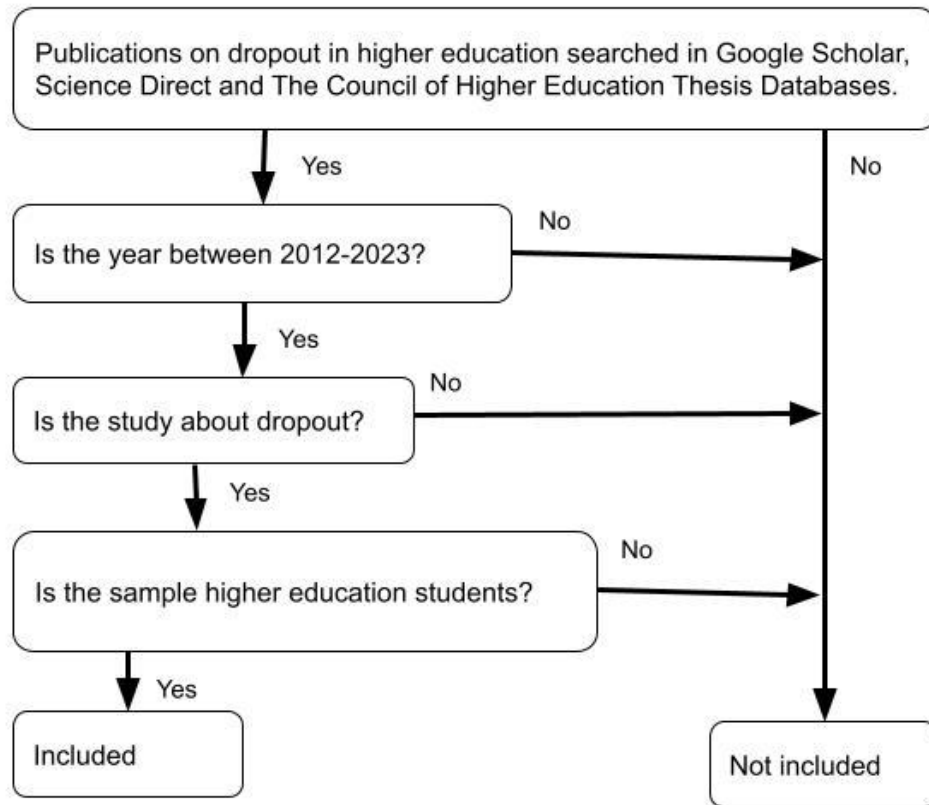 Publications on dropout in higher education searched in Google Scholar,
Science Direct and The Council of Higher Education Thesis Databases.
Yes
No
No
Is the year between 2012-2023?
Yes
No
Is the study about dropout?
Yes
No
Is the sample higher education students?
Yes
Included
Not included